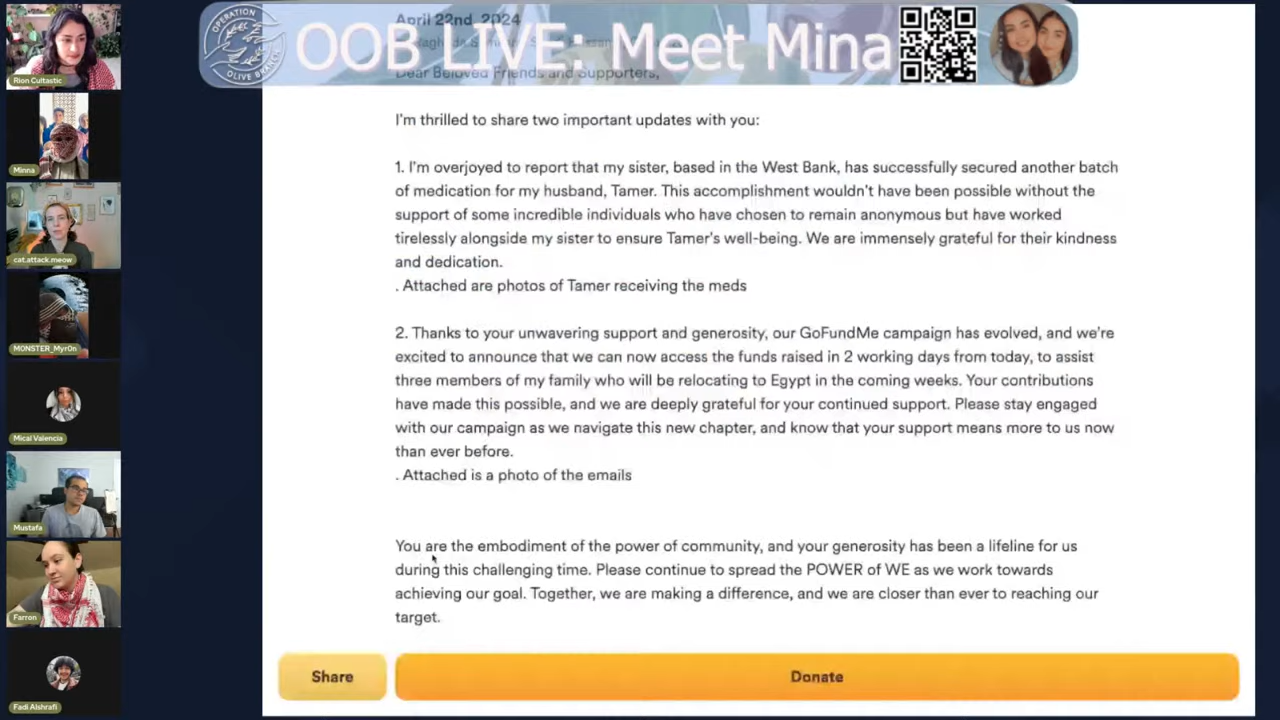 OPERATION
OLIVE BRANCH
OOB LIVE: Meet Mina
April 22nd, 2024
Dear Beloved Friends and Supporters,
I'm thrilled to share two important updates with you:
1. I'm overjoyed to report that my sister, based in the West Bank, has successfully secured another batch
of medication for my husband, Tamer. This accomplishment wouldn't have been possible without the
support of some incredible individuals who have chosen to remain anonymous but have worked
tirelessly alongside my sister to ensure Tamer's well-being. We are immensely grateful for their kindness
and dedication.
. Attached are photos of Tamer receiving the meds
2. Thanks to your unwavering support and generosity, our GoFundMe campaign has evolved, and we're
excited to announce that we can now access the funds raised in 2 working days from today, to assist
three members of my family who will be relocating to Egypt in the coming weeks. Your contributions
have made this possible, and we are deeply grateful for your continued support. Please stay engaged
with our campaign as we navigate this new chapter, and know that your support means more to us now
than ever before.
. Attached is a photo of the emails
You are the embodiment of the power of community, and your generosity has been a lifeline for us
during this challenging time. Please continue to spread the POWER of WE as we work towards
achieving our goal. Together, we are making a difference, and we are closer than ever to reaching our
target.
Share
Donate
Rion Cultastic
Minna
cat.attack.meow
M0NSTER_Myr0n
Mical Valencia
Mustafa
Farron
Fadi Alshrafi